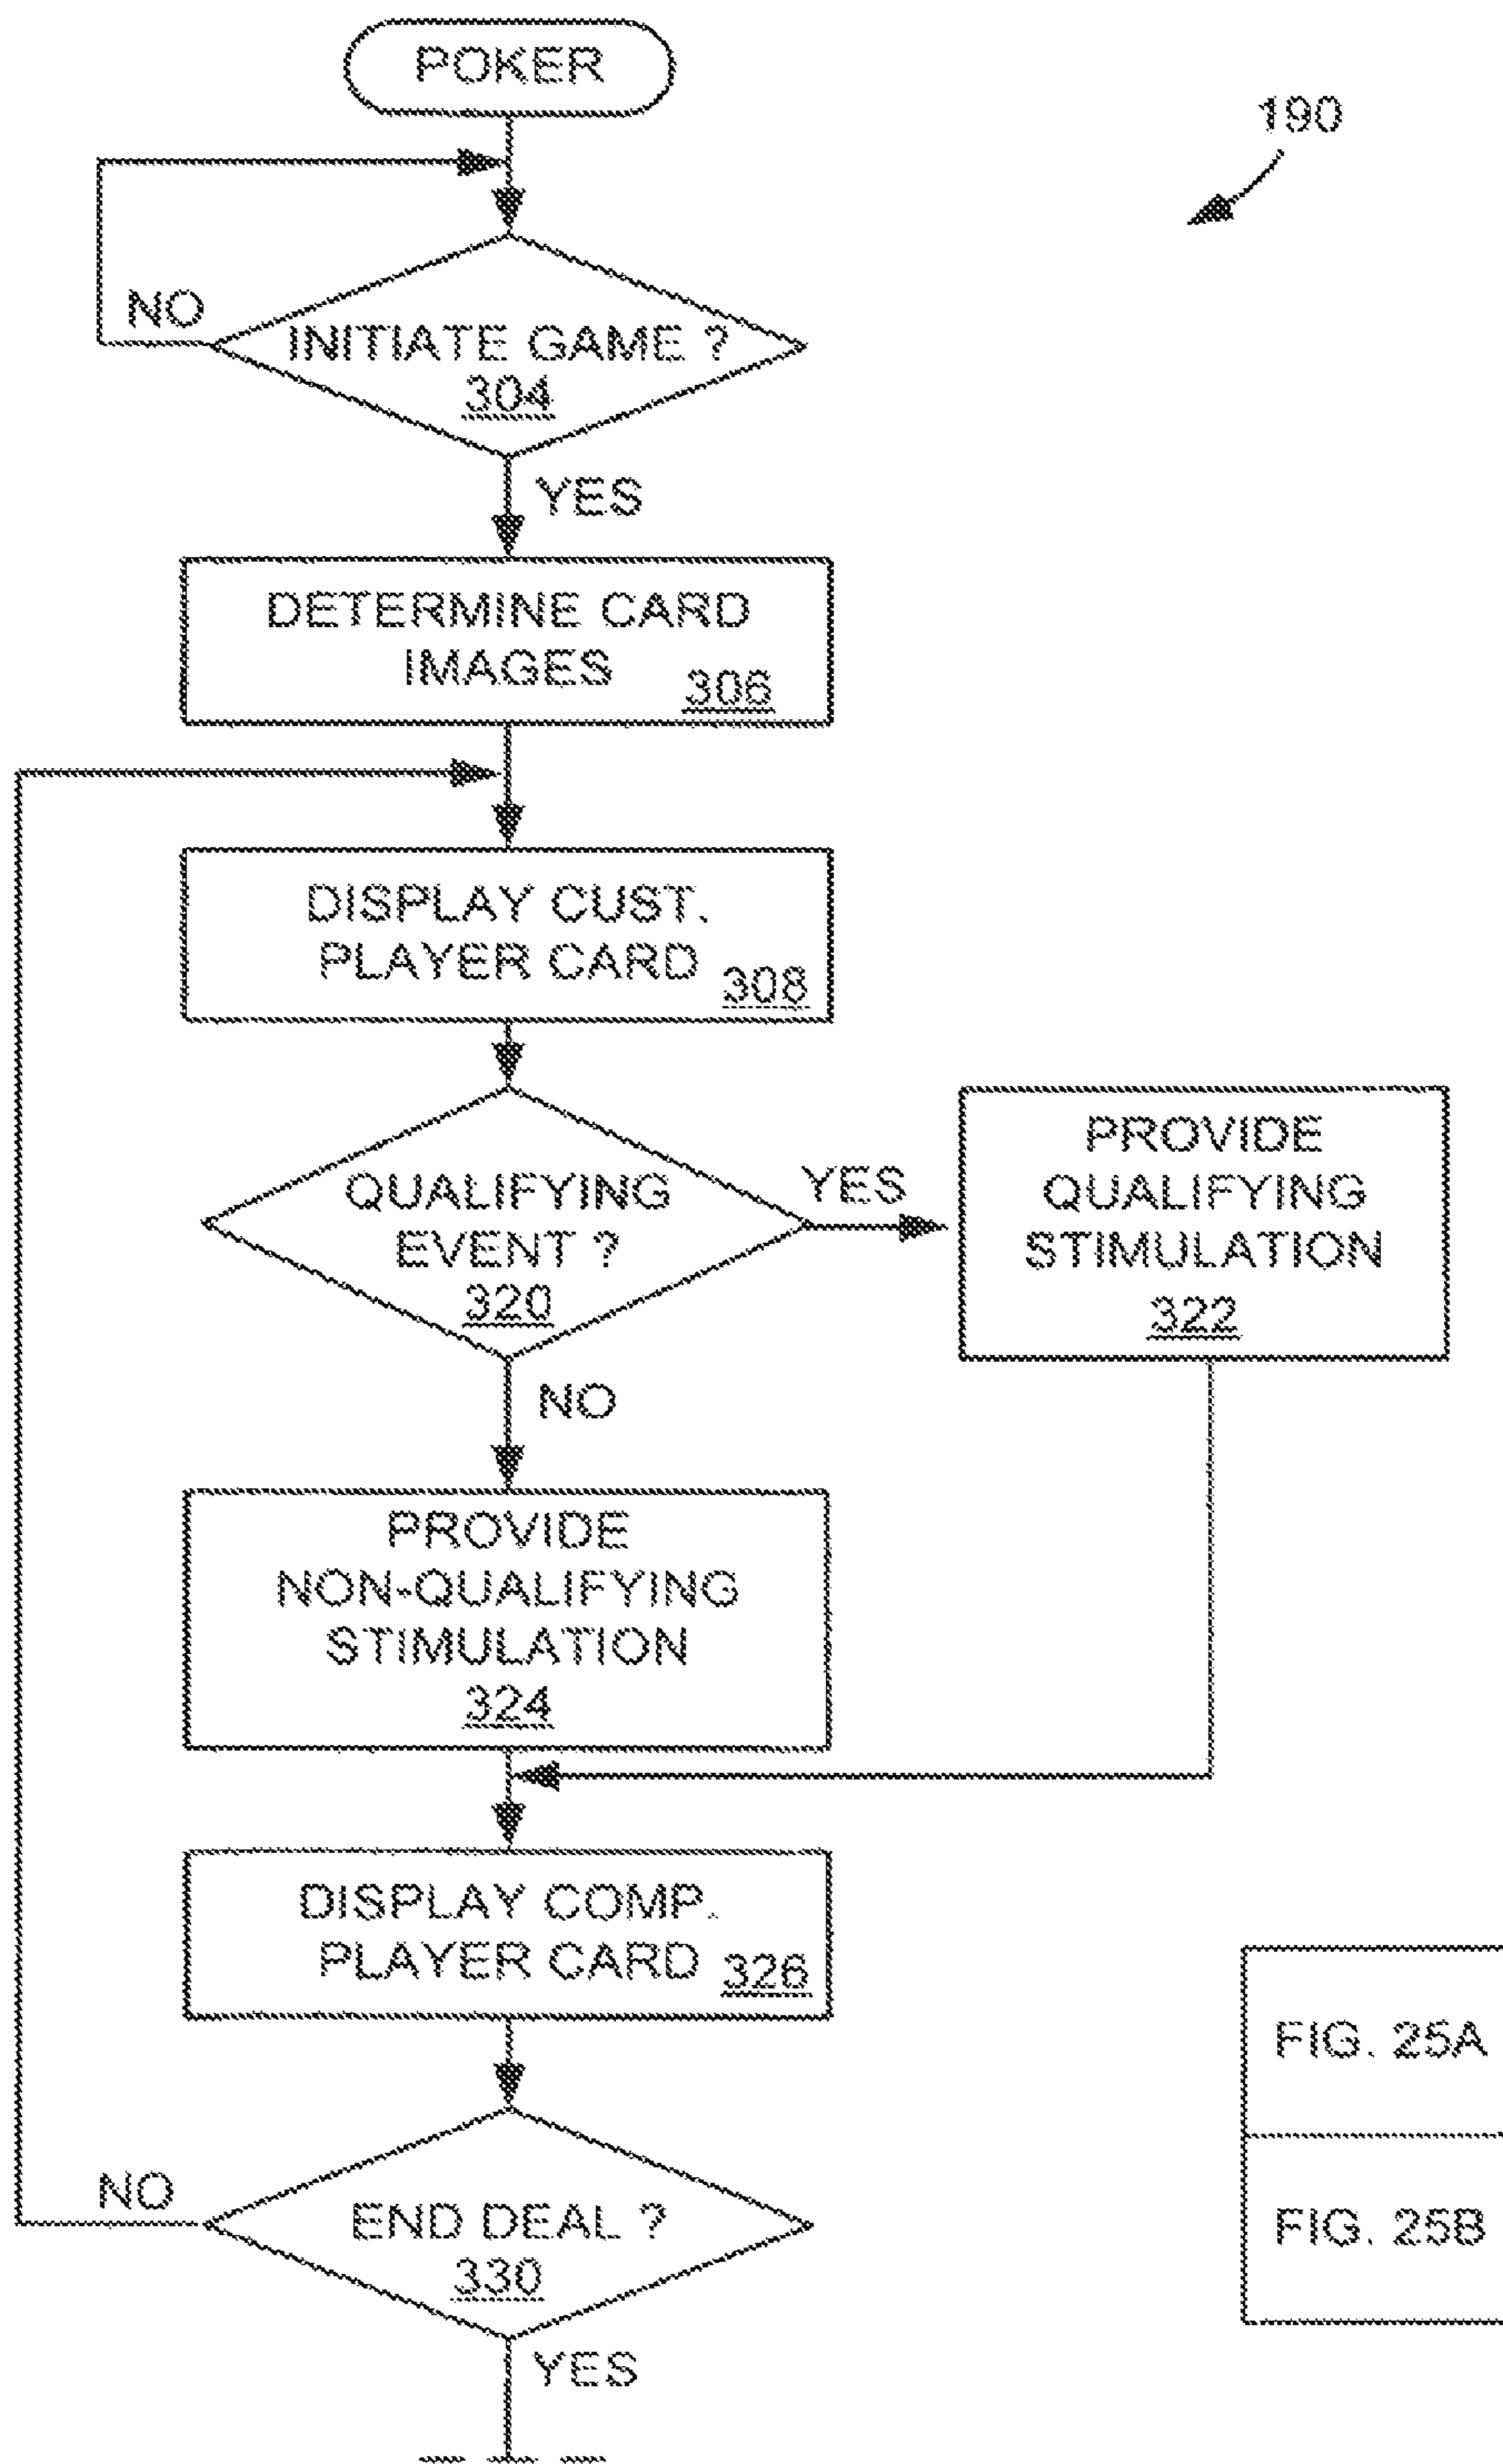 POKER
190
NO
INITIATE GAME ?
304
YES
DETERMINE CARD
IMAGES
306
DISPLAY CUST.
PLAYER CARD
308
QUALIFYING
EVENT ?
320
YES
PROVIDE
QUALIFYING
STIMULATION
322
NO
PROVIDE
NON-QUALIFYING
STIMULATION
324
DISPLAY COMP.
PLAYER CARD
326
NO
END DEAL ?
330
YES
FIG. 25A
FIG. 25B